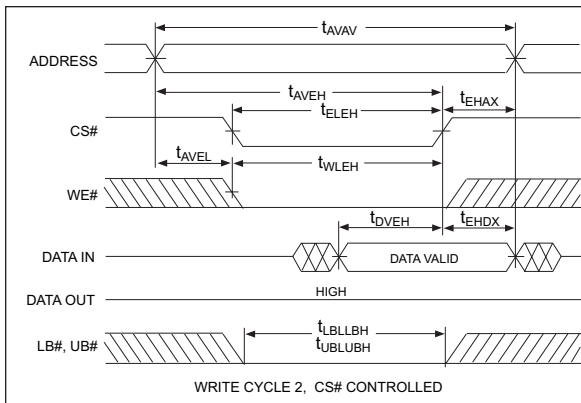 tAVAV
ADDRESS
tAVEH
tELEH
tEHAX
CS#
tAVEL
tWLEH
WE#
tDVEH
tEHDX
DATA IN
DATA VALID
DATA OUT
HIGH
tLBLLBH
tUBLUBH
LB#, UB#
WRITE CYCLE 2, CS# CONTROLLED